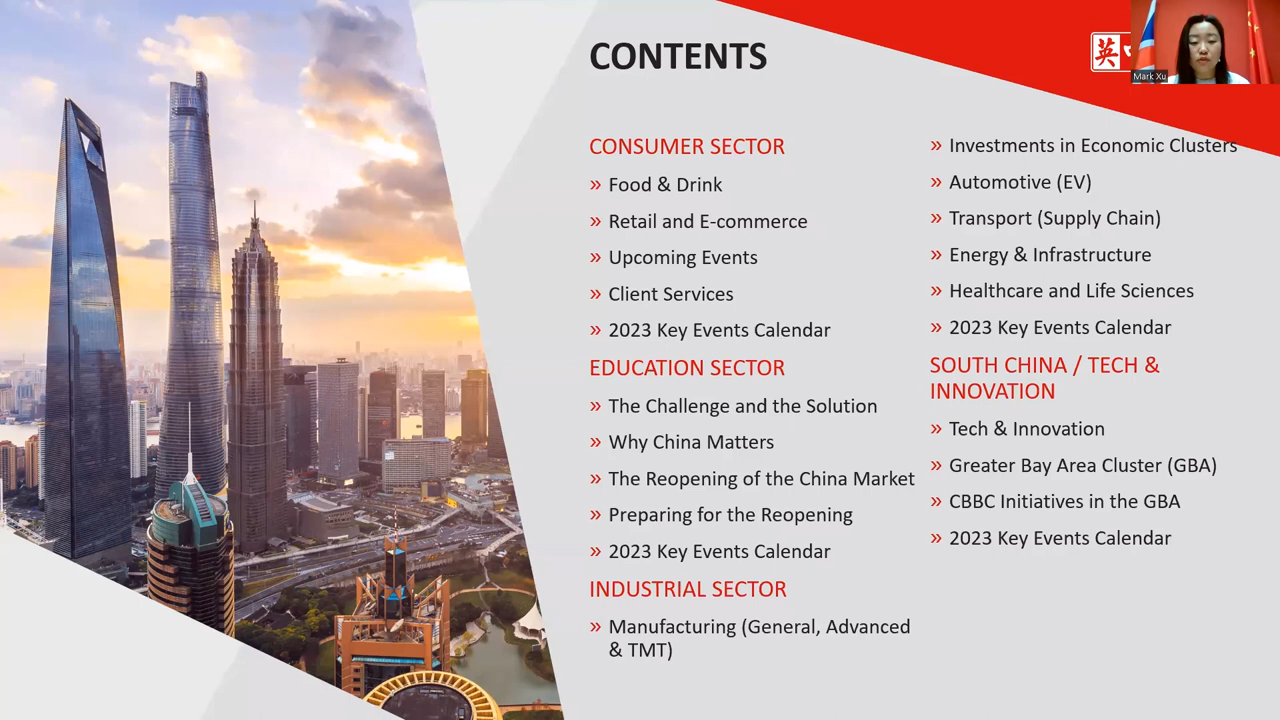 CONTENTS
CONSUMER SECTOR
» Food & Drink
» Retail and E-commerce
» Upcoming Events
» Client Services
» 2023 Key Events Calendar
EDUCATION SECTOR
» The Challenge and the Solution
» Why China Matters
» The Reopening of the China Market
» Preparing for the Reopening
» 2023 Key Events Calendar
INDUSTRIAL SECTOR
» Manufacturing (General, Advanced
& TMT)
» Investments in Economic Clusters
» Automotive (EV)
» Transport (Supply Chain)
» Energy & Infrastructure
» Healthcare and Life Sciences
» 2023 Key Events Calendar
SOUTH CHINA / TECH &
INNOVATION
» Tech & Innovation
» Greater Bay Area Cluster (GBA)
» CBBC Initiatives in the GBA
» 2023 Key Events Calendar
英
Mark Xu